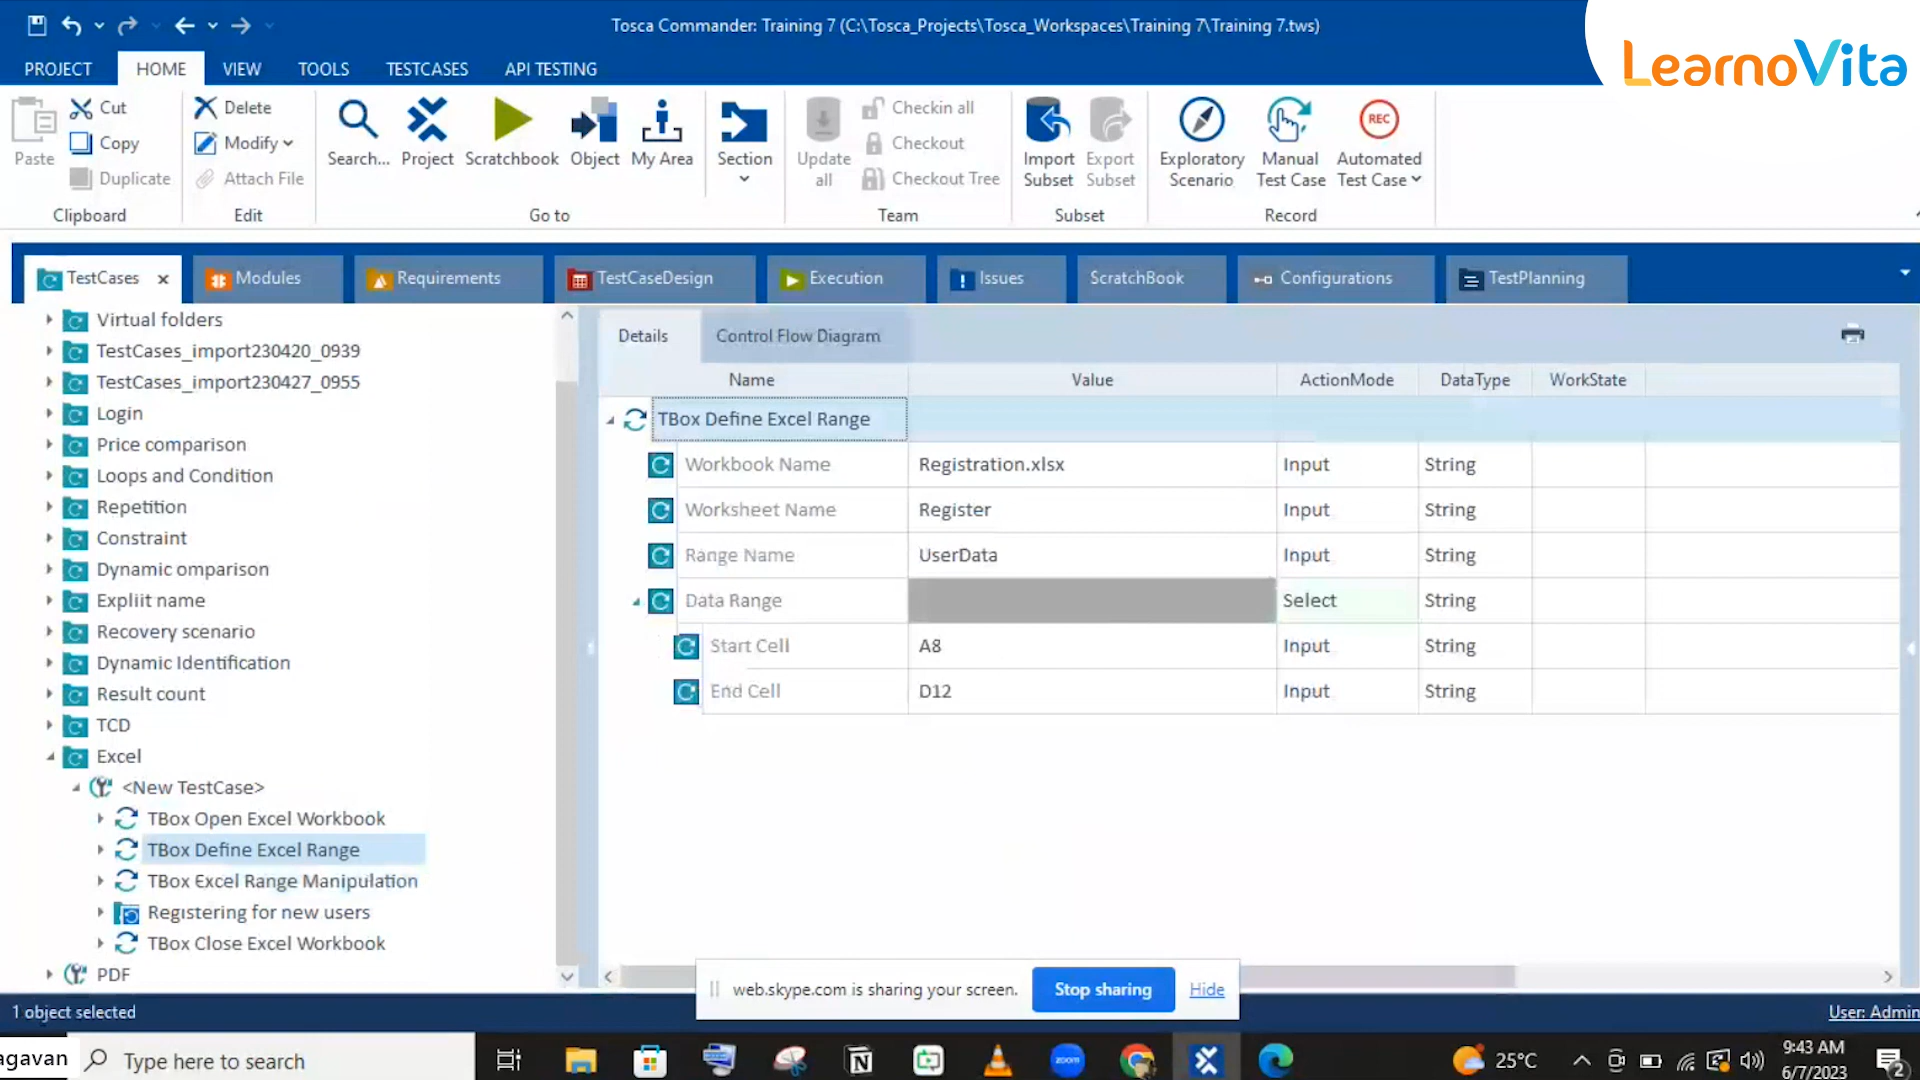 Tosca Commander: Training 7 (C:\Tosca_Projects\Tosca_Workspaces\Training 7\Training 7.tws)
LearnoVita
PROJECT HOME VIEW TOOLS TESTCASES API TESTING
Paste
Cut
Copy
Duplicate
Clipboard
Delete
Modify
Attach File
Edit
Search...
Project
Scratchbook
Object
My Area
Go to
Section
Update all
Checkin all
Checkout
Checkout Tree
Team
Import Subset
Export Subset
Subset
Exploratory Scenario
Manual Test Case
REC
Automated Test Case
Record
TestCases Modules Requirements TestCaseDesign Execution Issues ScratchBook Configurations TestPlanning
Virtual folders
TestCases_import230420_0939
TestCases_import230427_0955
Login
Price comparison
Loops and Condition
Repetition
Constraint
Dynamic omparison
Expliit name
Recovery scenario
Dynamic Identification
Result count
TCD
Excel
<New TestCase>
TBox Open Excel Workbook
TBox Define Excel Range
TBox Excel Range Manipulation
Registering for new users
TBox Close Excel Workbook
PDF
Details Control Flow Diagram
Name Value ActionMode DataType WorkState
TBox Define Excel Range
Workbook Name Registration.xlsx Input String
Worksheet Name Register Input String
Range Name UserData Input String
Data Range Select String
Start Cell A8 Input String
End Cell D12 Input String
web.skype.com is sharing your screen. Stop sharing Hide
1 object selected
User: Admin
agavan
Type here to search
zoom
25°C
9:43 AM
6/7/2023
2